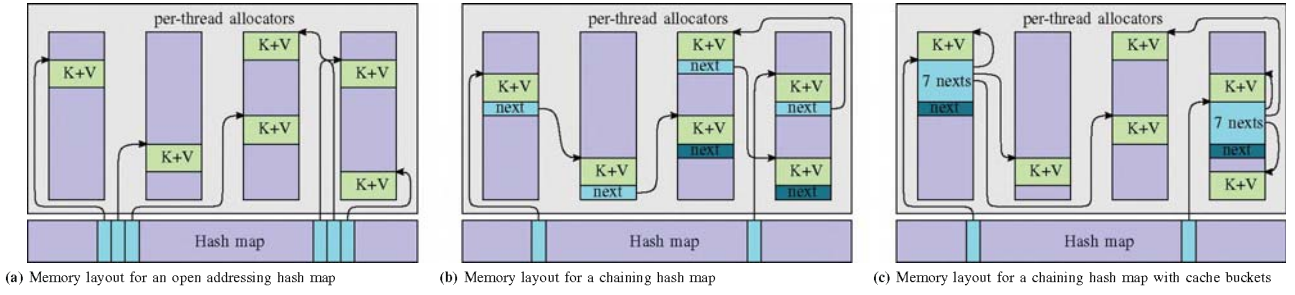 per-thread allocators
K+V
K+V
K+V
K+V
K+V
K+V
Hash map
(a) Memory layout for an open addressing hash map
per-thread allocators
K+V
next
K+V
next
K+V
next
K+V
next
K+V
next
K+V
next
Hash map
(b) Memory layout for a chaining hash map
per-thread allocators
K+V
7 nexts
next
K+V
K+V
K+V
K+V
7 nexts
next
K+V
Hash map
(c) Memory layout for a chaining hash map with cache buckets